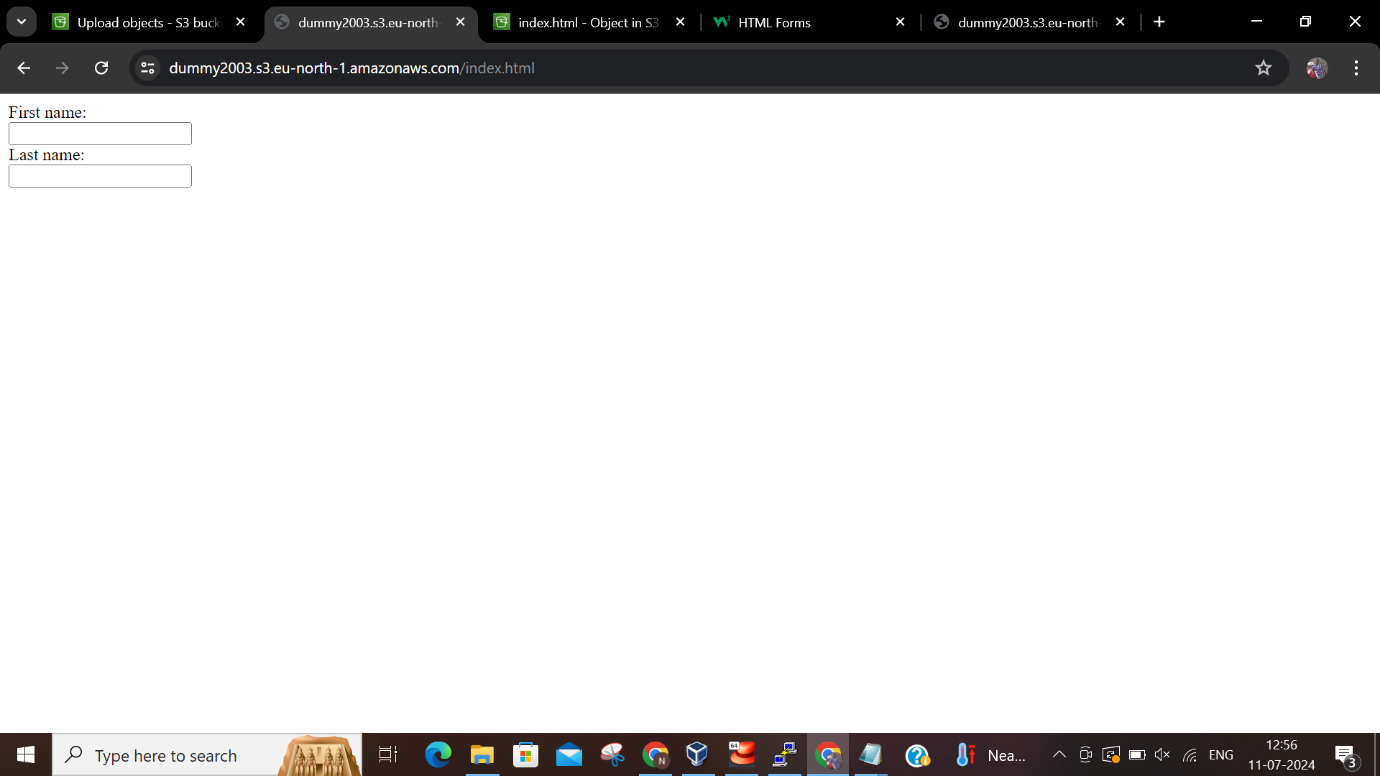 Upload objects - S3 buck
dummy2003.s3.eu-north-
index.html - Object in S3
HTML Forms
dummy2003.s3.eu-north-
dummy2003.s3.eu-north-1.amazonaws.com/index.html
First name:
Last name:
Type here to search
64
N
Nea...
ENG
12:56
11-07-2024
3